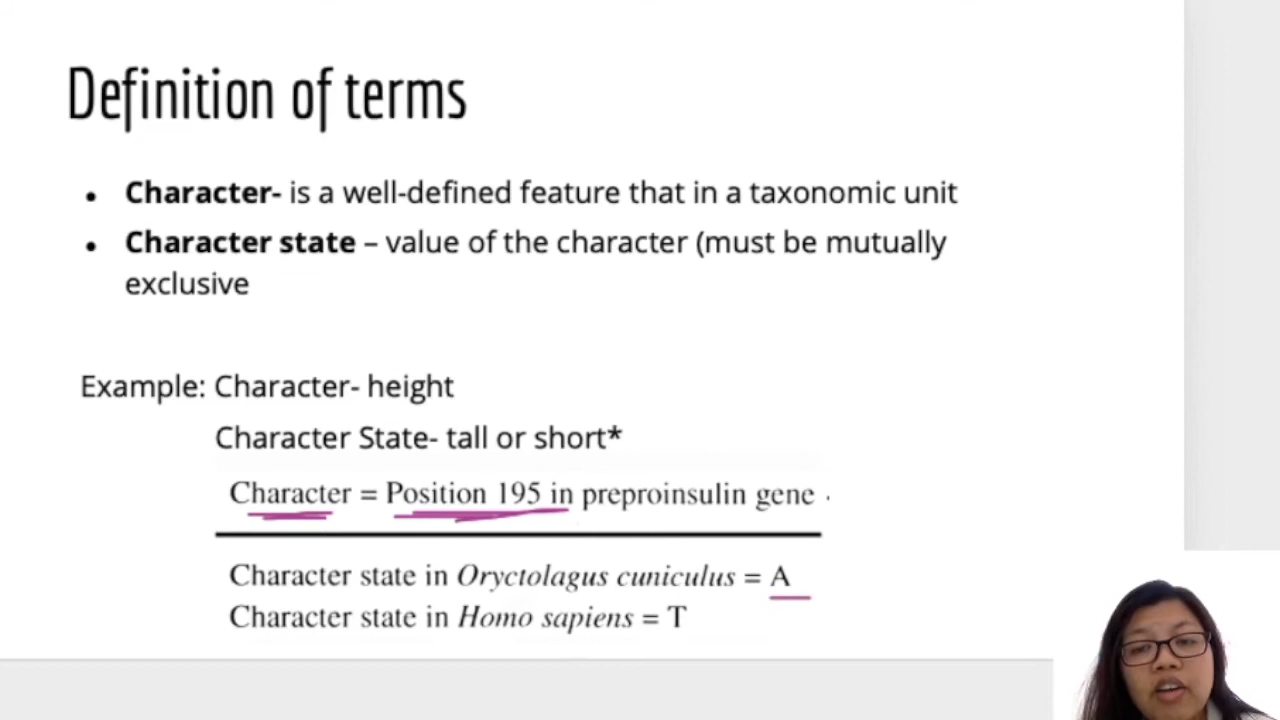 Definition of terms
• Character- is a well-defined feature that in a taxonomic unit
• Character state – value of the character (must be mutually
exclusive
Example: Character- height
Character State- tall or short*
Character = Position 195 in preproinsulin gene .
Character state in Oryctolagus cuniculus = A
Character state in Homo sapiens = T